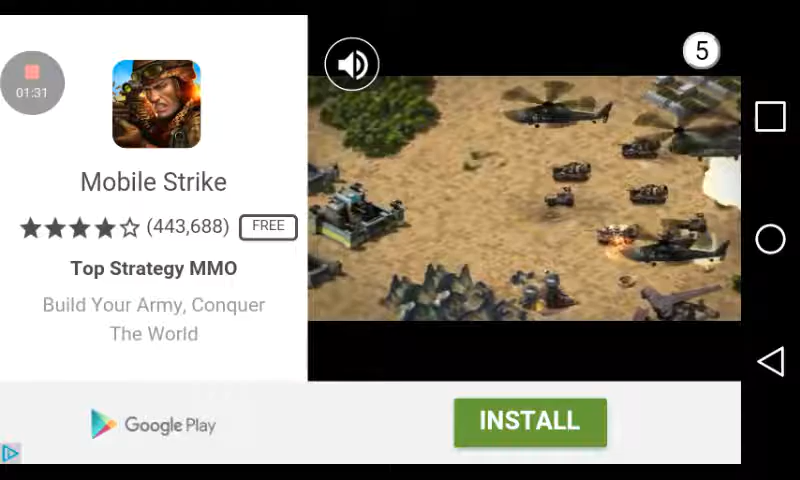 5
01:31
Mobile Strike
(443,688) FREE
Top Strategy MMO
Build Your Army, Conquer
The World
Google Play
INSTALL